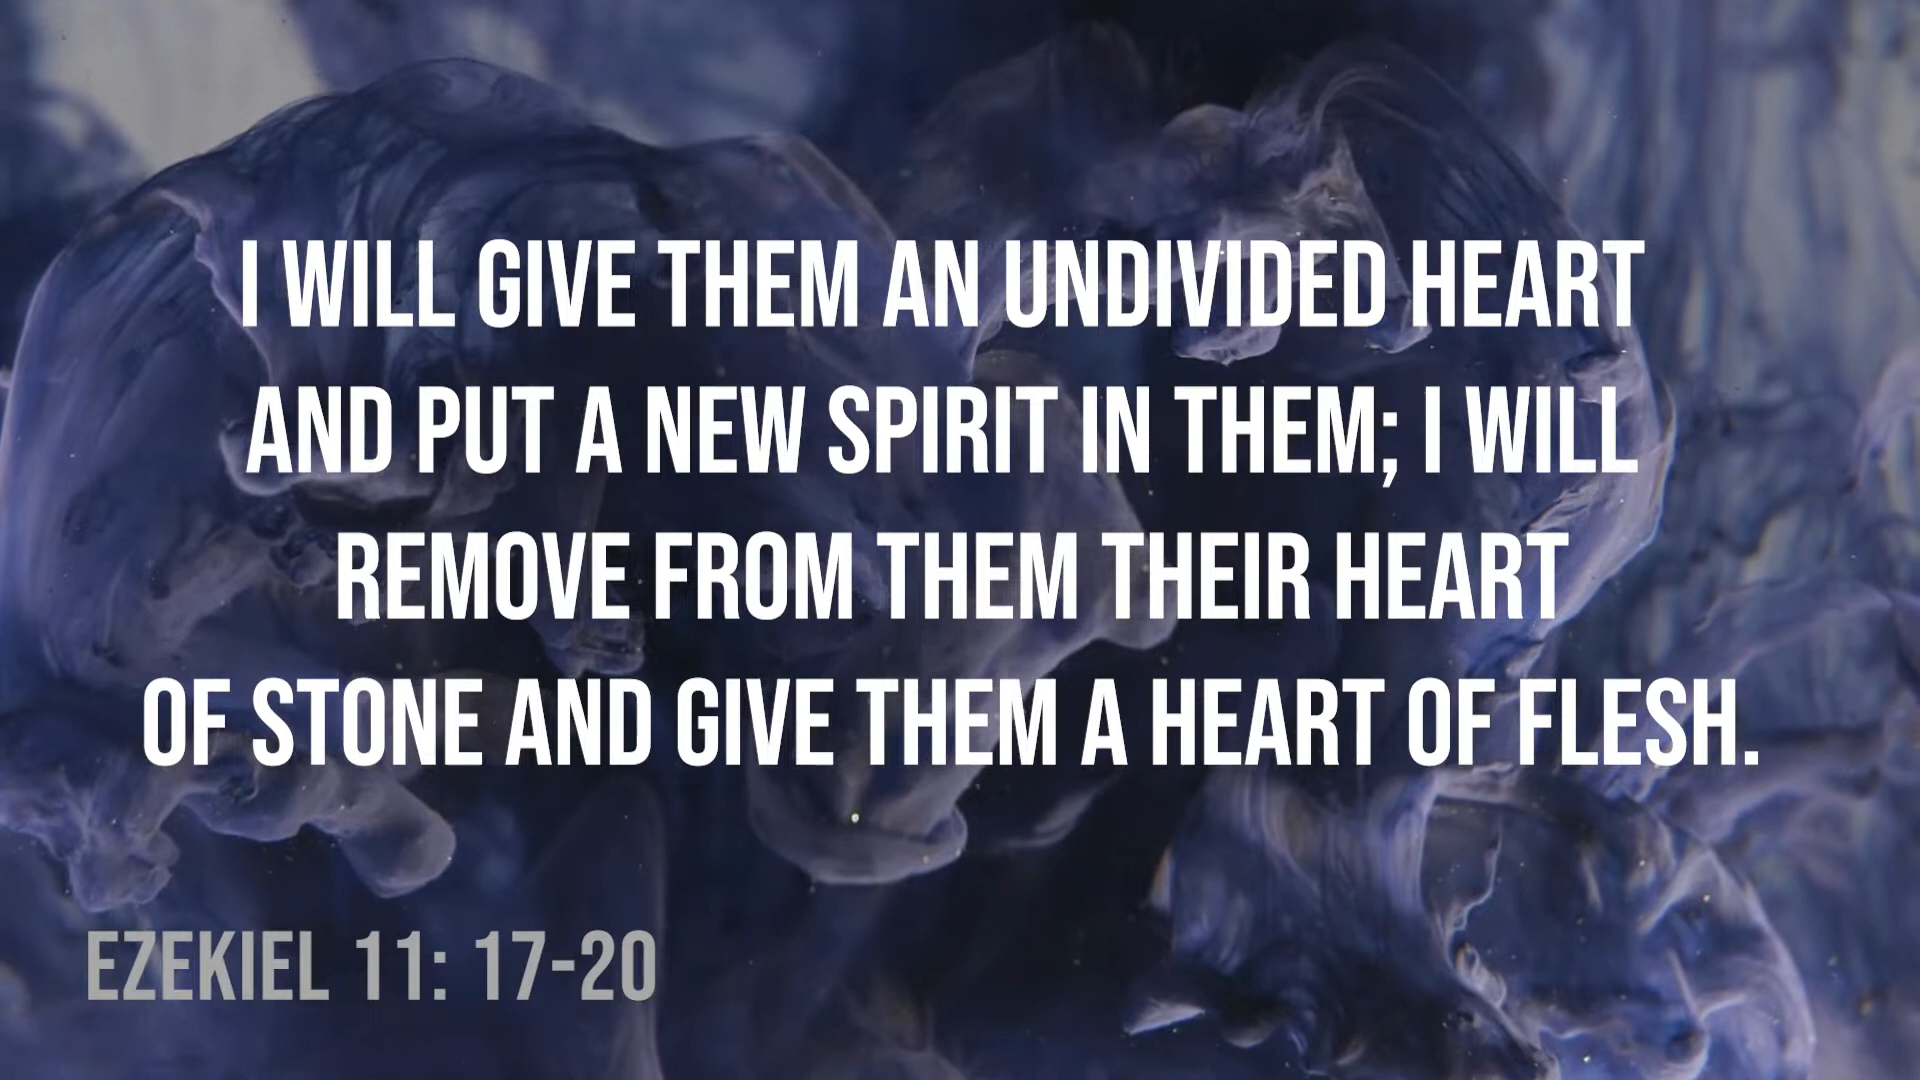 I WILL GIVE THEM AN UNDIVIDED HEART
AND PUT A NEW SPIRIT IN THEM; I WILL
REMOVE FROM THEM THEIR HEART
OF STONE AND GIVE THEM A HEART OF FLESH.
EZEKIEL 11: 17-20